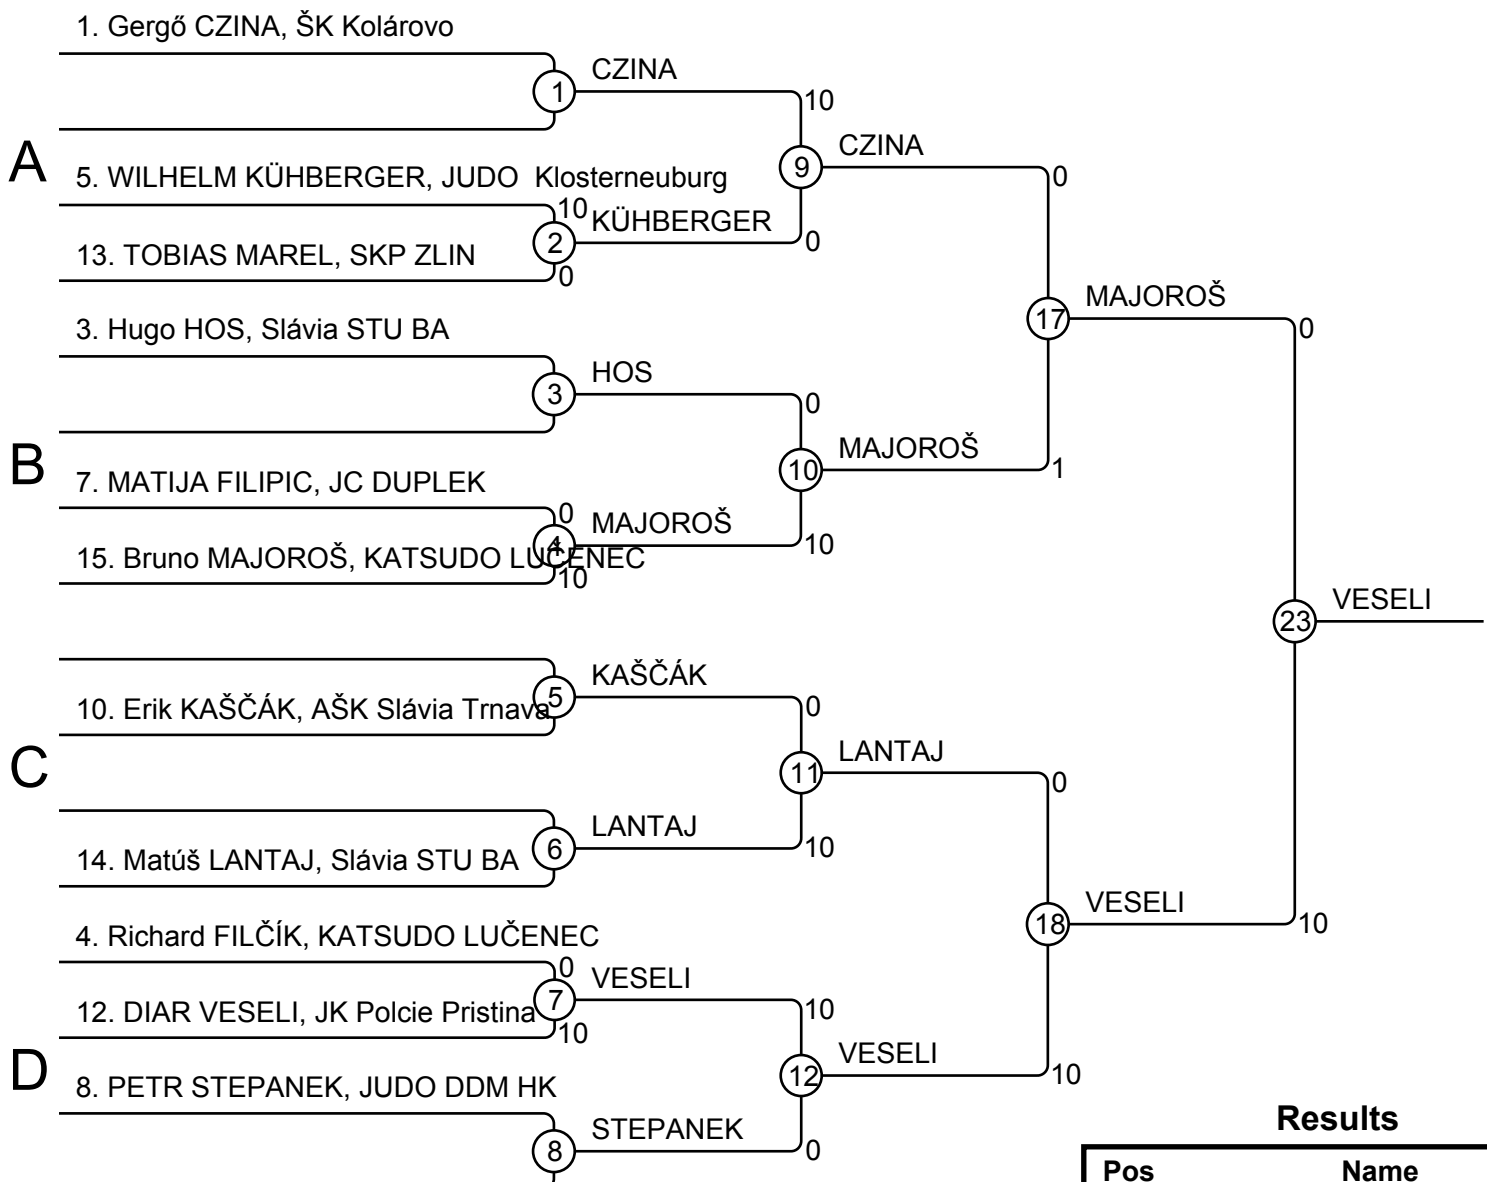 1. Gergő CZINA, ŠK Kolárovo
1
CZINA
10
A
5. WILHELM KÜHBERGER, JUDO Klosterneuburg
9
CZINA
0
10
2
KÜHBERGER
0
13. TOBIAS MAREL, SKP ZLIN
0
3. Hugo HOS, Slávia STU BA
17
MAJOROŠ
0
3
HOS
0
B
7. MATIJA FILIPIC, JC DUPLEK
10
MAJOROŠ
1
0
4
MAJOROŠ
10
15. Bruno MAJOROŠ, KATSUDO LUČENEC
10
23
VESELI
10. Erik KAŠČÁK, AŠK Slávia Trnava
5
KAŠČÁK
0
C
11
LANTAJ
0
14. Matúš LANTAJ, Slávia STU BA
6
LANTAJ
10
4. Richard FILČÍK, KATSUDO LUČENEC
18
VESELI
10
0
7
VESELI
10
12. DIAR VESELI, JK Polcie Pristina
10
D
8. PETR STEPANEK, JUDO DDM HK
12
VESELI
10
8
STEPANEK
0
Results
Pos Name